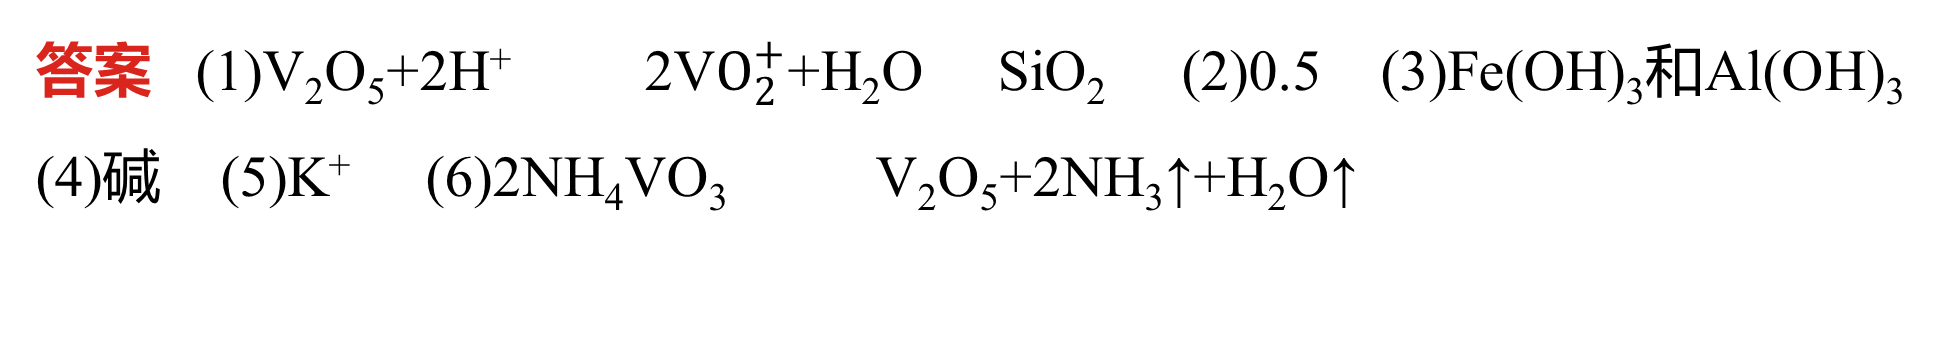 答案 (1)V₂O₅+2H⁺ 2VO₂⁺+H₂O SiO₂ (2)0.5 (3)Fe(OH)₃和Al(OH)₃
(4)碱 (5)K⁺ (6)2NH₄VO₃ V₂O₅+2NH₃↑+H₂O↑